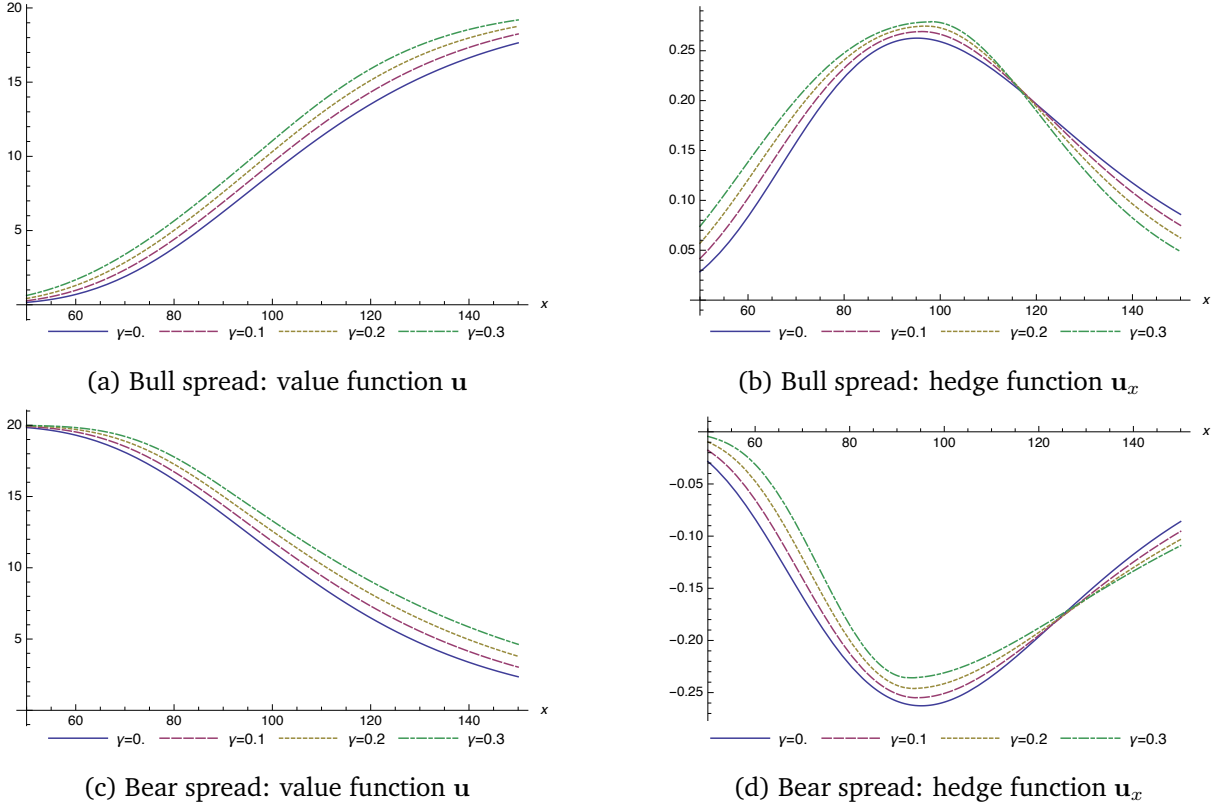 20
15
10
5
60 80 100 120 140 x
γ=0. γ=0.1 γ=0.2 γ=0.3
(a) Bull spread: value function u
0.25
0.20
0.15
0.10
0.05
60 80 100 120 140 x
γ=0. γ=0.1 γ=0.2 γ=0.3
(b) Bull spread: hedge function uₓ
20
15
10
5
60 80 100 120 140 x
γ=0. γ=0.1 γ=0.2 γ=0.3
(c) Bear spread: value function u
60 80 100 120 140 x
−0.05
−0.10
−0.15
−0.20
−0.25
γ=0. γ=0.1 γ=0.2 γ=0.3
(d) Bear spread: hedge function uₓ